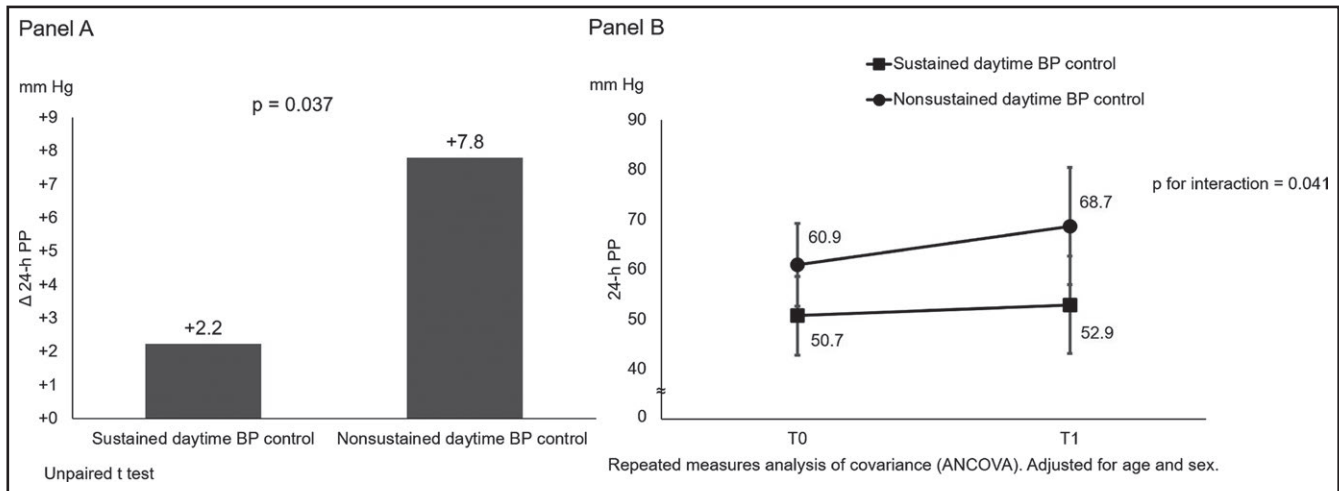 Panel A
mm Hg
p = 0.037
+9
+8
+7
+6
+5
+4
+3
+2
+1
+0
Δ 24-h PP
+2.2
+7.8
Sustained daytime BP control
Nonsustained daytime BP control
Unpaired t test
Panel B
Sustained daytime BP control
Nonsustained daytime BP control
mm Hg
90
80
70
60
50
40
0
24-h PP
60.9
68.7
50.7
52.9
p for interaction = 0.041
T0
T1
Repeated measures analysis of covariance (ANCOVA). Adjusted for age and sex.